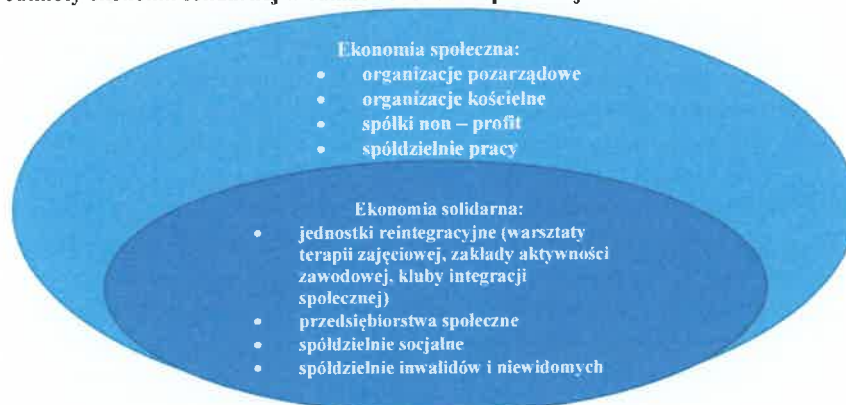 Ekonomia społeczna:
• organizacje pozarządowe
• organizacje kościelne
• spółki non – profit
• spółdzielnie pracy
Ekonomia solidarna:
• jednostki reintegracyjne (warsztaty
terapii zajęciowej, zakłady aktywności
zawodowej, kluby integracji
społecznej)
• przedsiębiorstwa społeczne
• spółdzielnie socjalne
• spółdzielnie inwalidów i niewidomych